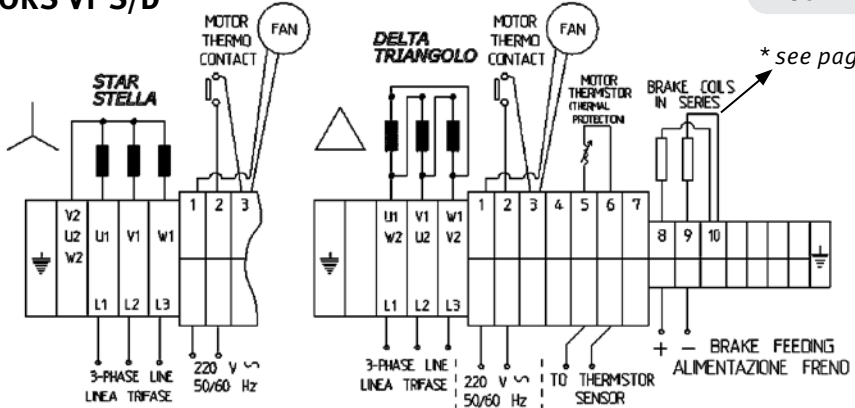 ORS VF S/D
MOTOR
THERMO
CONTACT
FAN
STAR
STELLA
V2
U2
W2
U1
V1
W1
L1
L2
L3
1
2
3
3-PHASE LINE
LINEA TRIFASE
220 V ~
50/60 Hz
DELTA
TRIANGOLO
MOTOR
THERMO
CONTACT
FAN
MOTOR
THERMISTOR
(THERMAL
PROTECTION)
BRAKE COILS
IN SERIES
* see pag
U1
W2
V1
U2
W1
V2
L1
L2
L3
1
2
3
4
5
6
7
8
9
10
3-PHASE LINE
LINEA TRIFASE
220 V ~
50/60 Hz
TO THERMISTOR
SENSOR
+ − BRAKE FEEDING
ALIMENTAZIONE FRENO